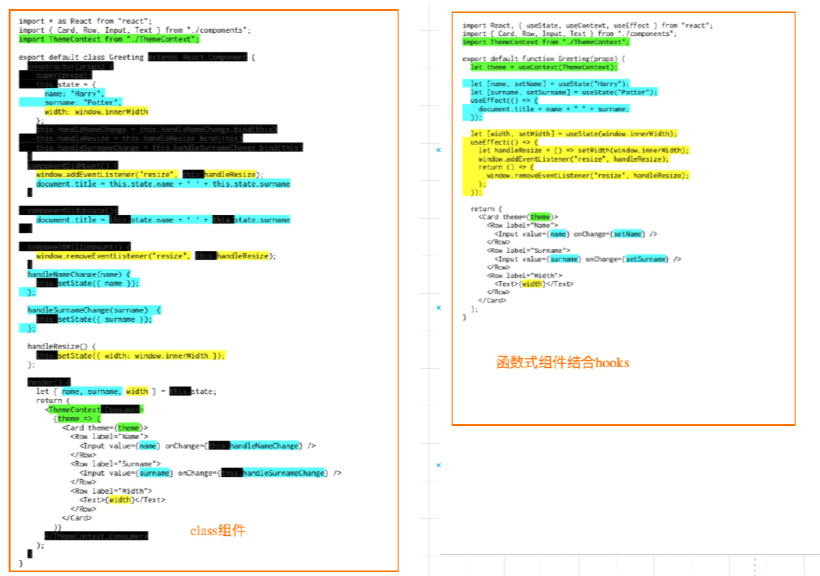 import * as React from "react";
import { Card, Row, Input, Text } from "./components";
import ThemeContext from "./ThemeContext";
export default class Greeting extends React.Component {
constructor(props) {
super(props);
this.state = {
name: "Harry",
surname: "Potter",
width: window.innerWidth
};
this.handleNameChange = this.handleNameChange.bind(this)
this.handleResize = this.handleResize.bind(this)
this.handleSurnameChange = this.handleSurnameChange.bind(this)
}
componentDidMount() {
window.addEventListener("resize", this.handleResize);
document.title = this.state.name + " " + this.state.surname
}
componentDidUpdate() {
document.title = this.state.name + " " + this.state.surname
}
componentWillUnmount() {
window.removeEventListener("resize", this.handleResize);
}
handleNameChange(name) {
this.setState({ name });
};
handleSurnameChange(surname) {
this.setState({ surname });
};
handleResize() {
this.setState({ width: window.innerWidth });
};
render() {
let { name, surname, width } = this.state;
return (
<ThemeContext.Consumer>
{theme => (
<Card theme={theme}>
<Row label="Name">
<Input value={name} onChange={this.handleNameChange} />
</Row>
<Row label="Surname">
<Input value={surname} onChange={this.handleSurnameChange} />
</Row>
<Row label="Width">
<Text>{width}</Text>
</Row>
</Card>
)}
</ThemeContext.Consumer>
);
}
}
class组件
import React, { useState, useContext, useEffect } from "react";
import { Card, Row, Input, Text } from "./components";
import ThemeContext from "./ThemeContext";
export default function Greeting(props) {
let theme = useContext(ThemeContext);
let [name, setName] = useState("Harry");
let [surname, setSurname] = useState("Potter");
useEffect(() => {
document.title = name + " " + surname;
});
let [width, setWidth] = useState(window.innerWidth);
useEffect(() => {
let handleResize = () => setWidth(window.innerWidth);
window.addEventListener("resize", handleResize);
return () => {
window.removeEventListener("resize", handleResize);
};
});
return (
<Card theme={theme}>
<Row label="Name">
<Input value={name} onChange={setName} />
</Row>
<Row label="Surname">
<Input value={surname} onChange={setSurname} />
</Row>
<Row label="Width">
<Text>{width}</Text>
</Row>
</Card>
);
}
函数式组件结合hooks